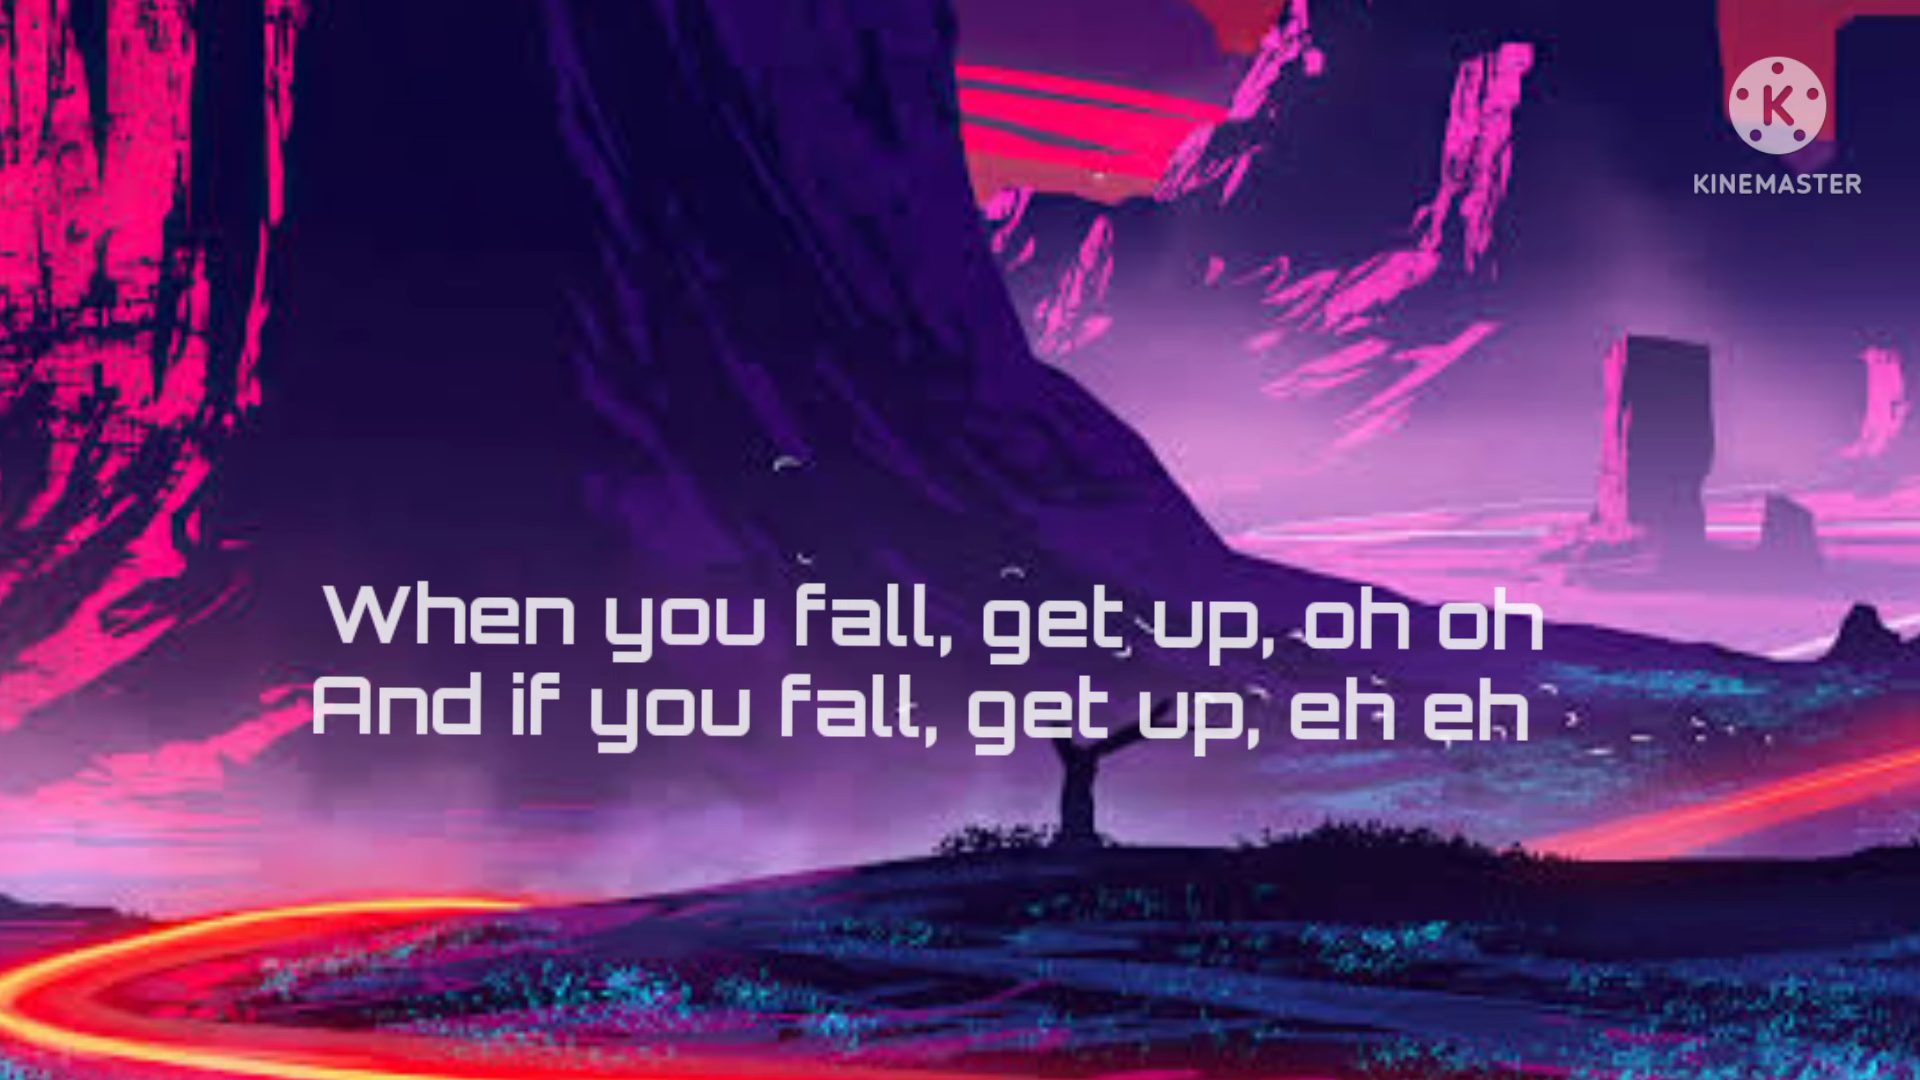 K
KINEMASTER
When you fall, get up, oh oh
And if you fall, get up, eh eh